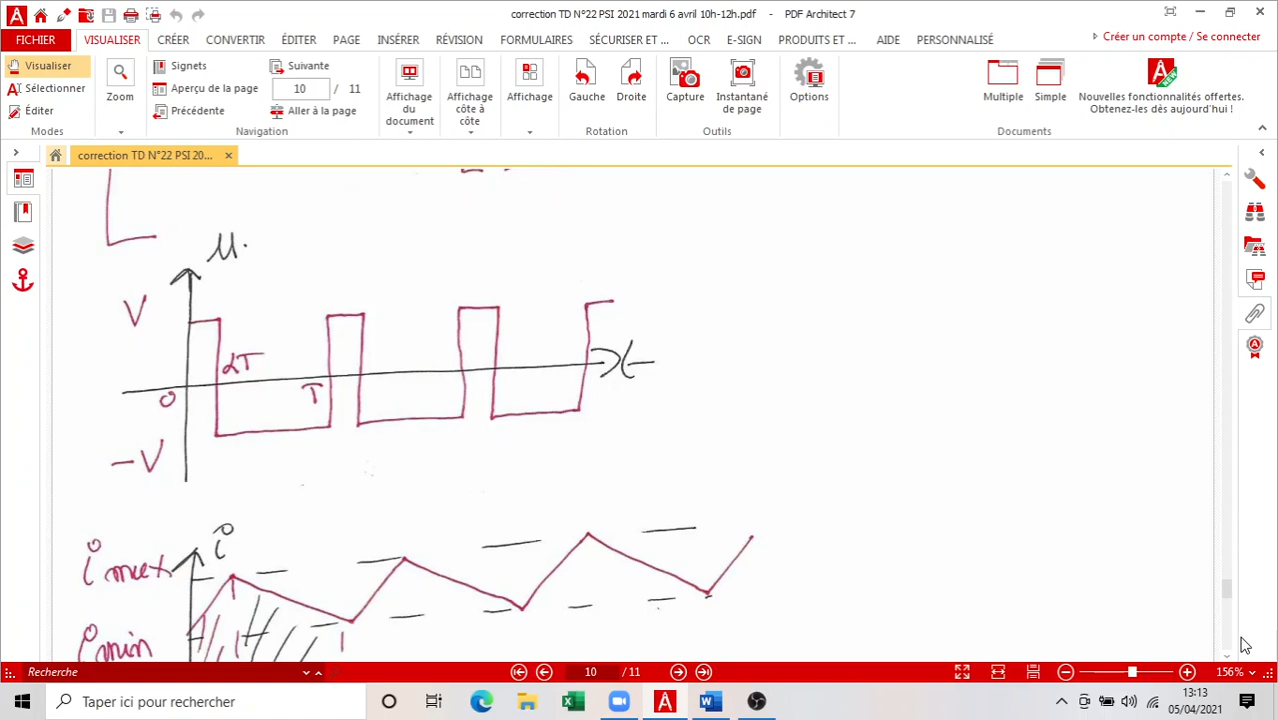 correction TD N°22 PSI 2021 mardi 6 avril 10h-12h.pdf - PDF Architect 7
FICHIER VISUALISER CRÉER CONVERTIR ÉDITER PAGE INSÉRER RÉVISION FORMULAIRES SÉCURISER ET ... OCR E-SSN PRODUITS ET ... AIDE PERSONNALISÉ Créer un compte / Se connecter
Visualiser
Sélectionner
Éditer
Modes
Zoom
Signets
Aperçu de la page
Précédente
Suivante
10 / 11
Aller à la page
Navigation
Affichage du document
Affichage côte à côte
Affichage
Gauche
Droite
Rotation
Capture
Instantané de page
Outils
Options
Multiple
Simple
Documents
Nouvelles fonctionnalités offertes.
Obtenez-les dès aujourd'hui !
correction TD N°22 PSI 20...
V
αT
t
0
T
-V
i
i max
i min
Recherche
10 / 11
156%
Taper ici pour rechercher
13:13
05/04/2021